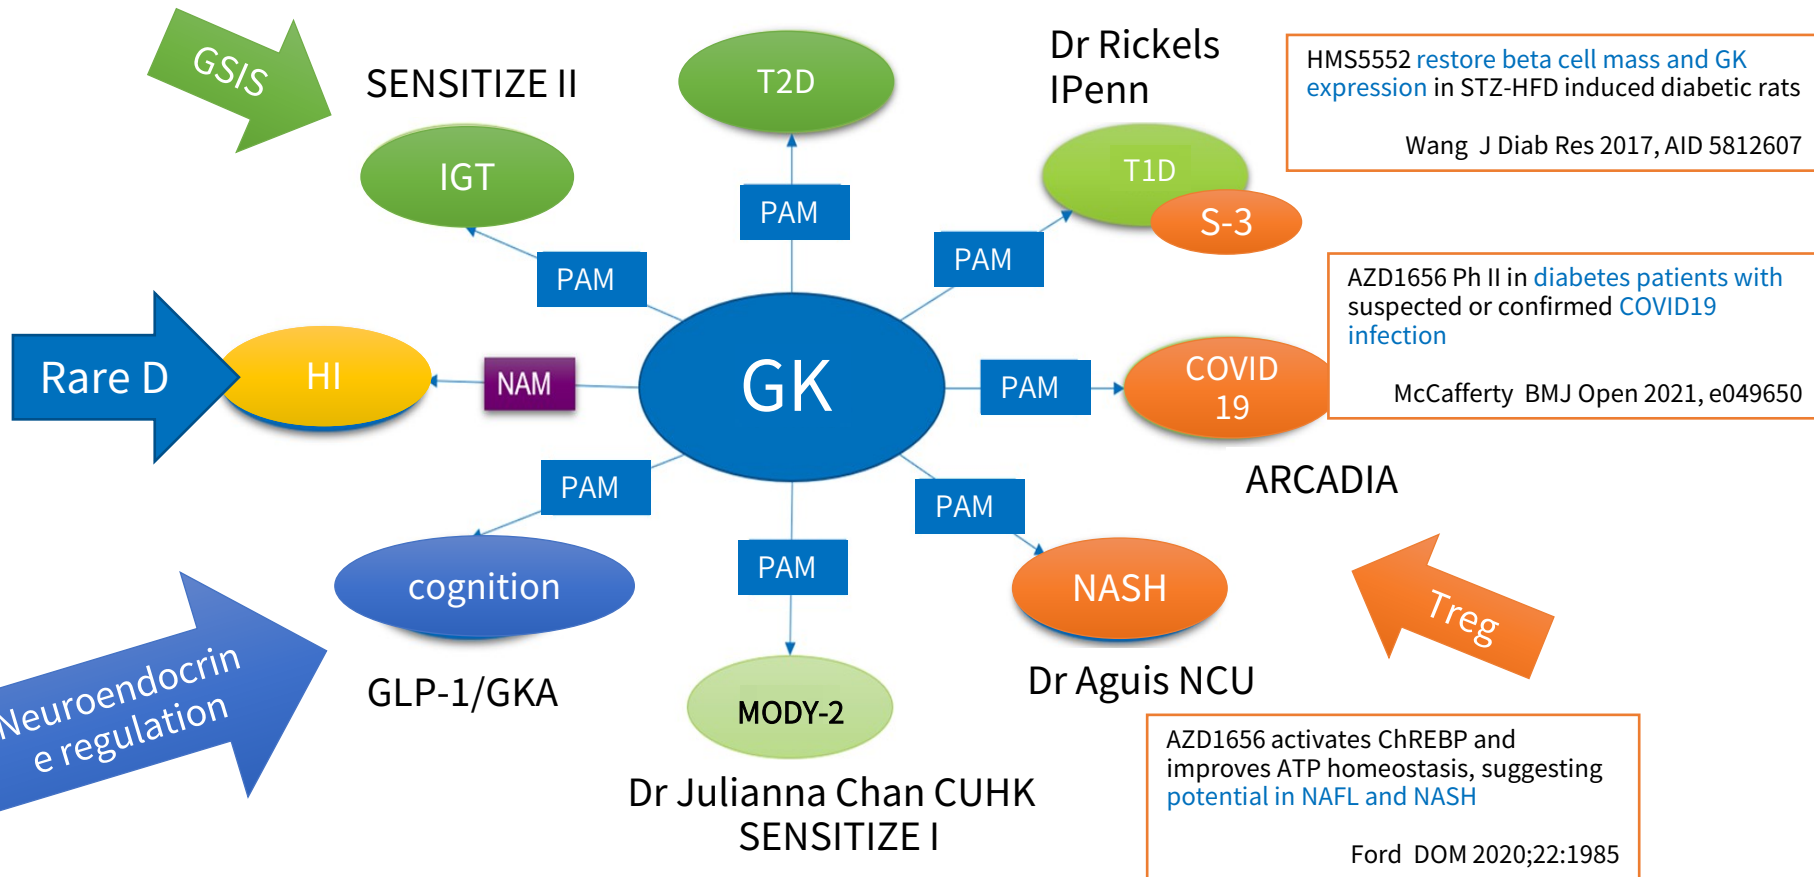 GSIS
SENSITIZE II
IGT
T2D
Dr Rickels
IPenn
T1D
S-3
HMS5552 restore beta cell mass and GK
expression in STZ-HFD induced diabetic rats
Wang J Diab Res 2017, AID 5812607
PAM
PAM
PAM
AZD1656 Ph II in diabetes patients with
suspected or confirmed COVID19
infection
McCafferty BMJ Open 2021, e049650
Rare D
HI
NAM
GK
PAM
COVID
19
ARCADIA
PAM
PAM
PAM
cognition
GLP-1/GKA
Neuroendocrin
e regulation
MODY-2
Dr Julianna Chan CUHK
SENSITIZE I
NASH
Dr Aguis NCU
Treg
AZD1656 activates ChREBP and
improves ATP homeostasis, suggesting
potential in NAFL and NASH
Ford DOM 2020;22:1985